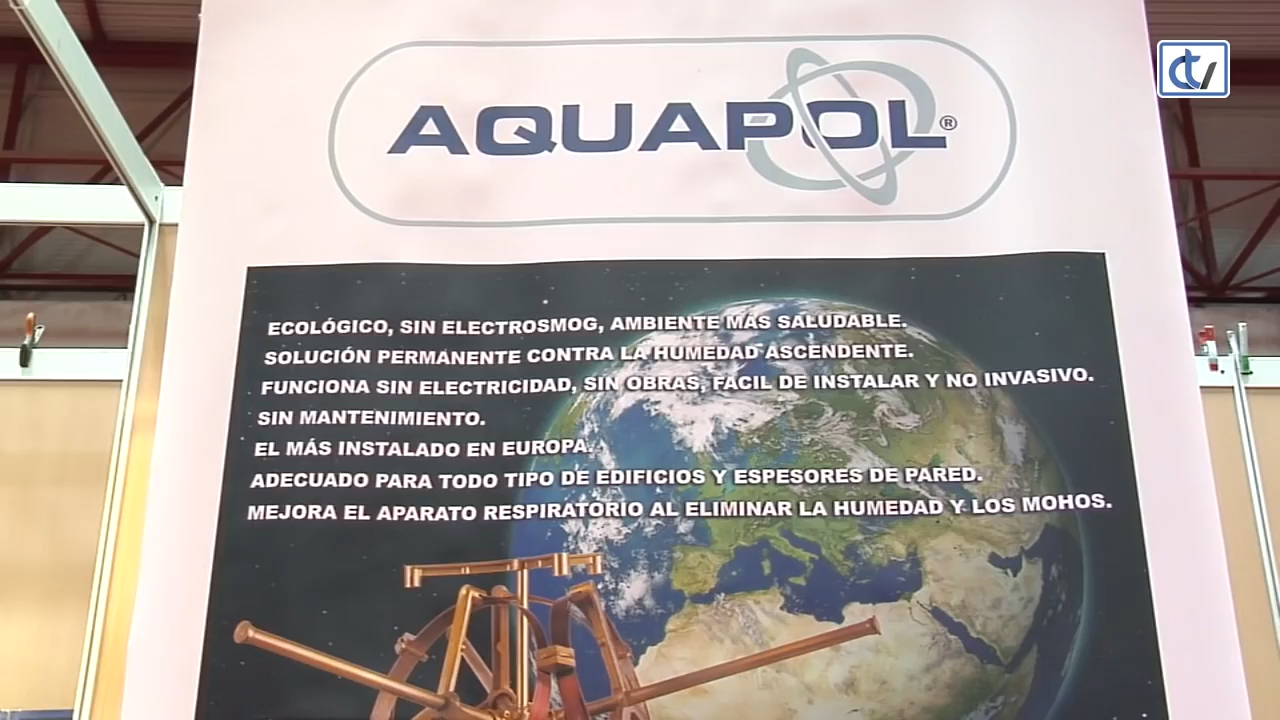 ctv
AQUAPOL®
ECOLÓGICO, SIN ELECTROSMOG, AMBIENTE MÁS SALUDABLE.
SOLUCIÓN PERMANENTE CONTRA LA HUMEDAD ASCENDENTE.
FUNCIONA SIN ELECTRICIDAD, SIN OBRAS, FÁCIL DE INSTALAR Y NO INVASIVO.
SIN MANTENIMIENTO.
EL MÁS INSTALADO EN EUROPA.
ADECUADO PARA TODO TIPO DE EDIFICIOS Y ESPESORES DE PARED.
MEJORA EL APARATO RESPIRATORIO AL ELIMINAR LA HUMEDAD Y LOS MOHOS.